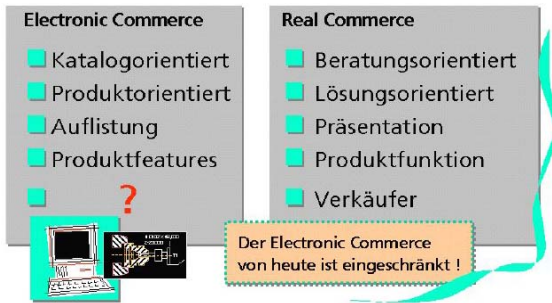 Electronic Commerce
Katalogorientiert
Produktorientiert
Auflistung
Produktfeatures
?
Real Commerce
Beratungsorientiert
Lösungsorientiert
Präsentation
Produktfunktion
Verkäufer
Der Electronic Commerce
von heute ist eingeschränkt !